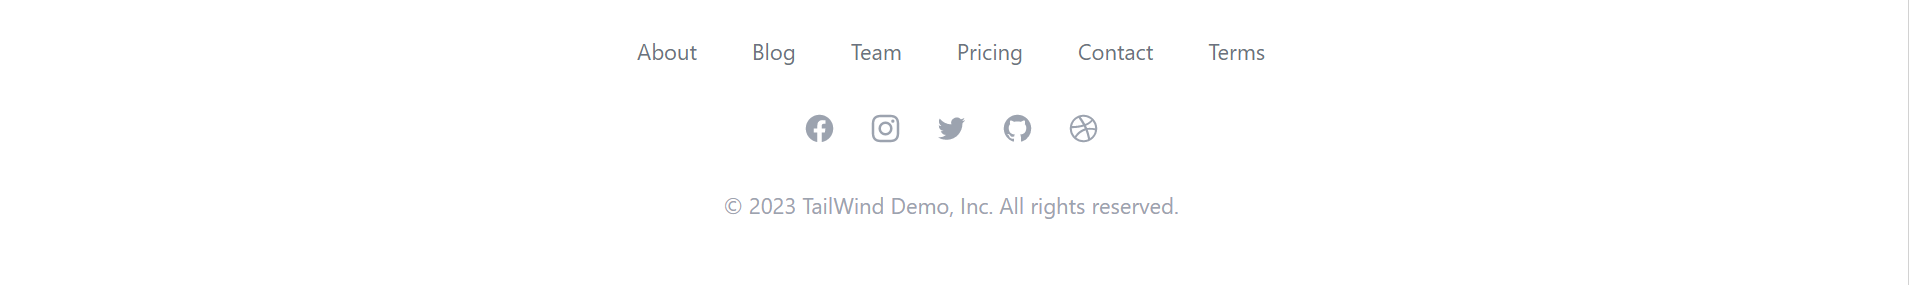 About Blog Team Pricing Contact Terms
© 2023 TailWind Demo, Inc. All rights reserved.